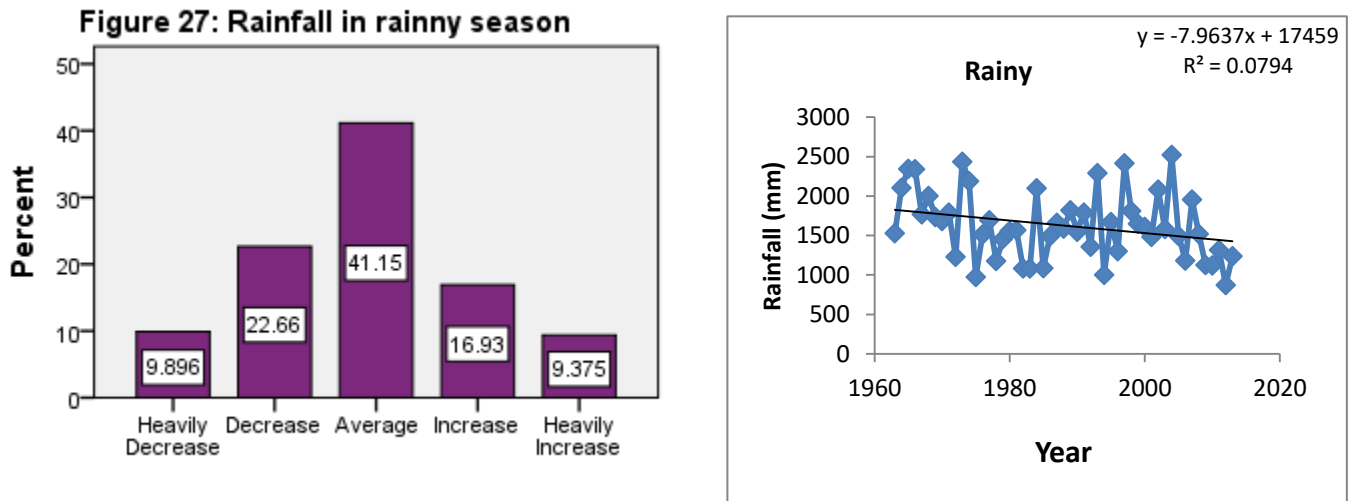 Figure 27: Rainfall in rainny season
Percent
50
40
30
20
10
0
9.896
22.66
41.15
16.93
9.375
Heavily
Decrease
Decrease
Average
Increase
Heavily
Increase
y = -7.9637x + 17459
R² = 0.0794
Rainy
Rainfall (mm)
3000
2500
2000
1500
1000
500
0
1960
1980
2000
2020
Year